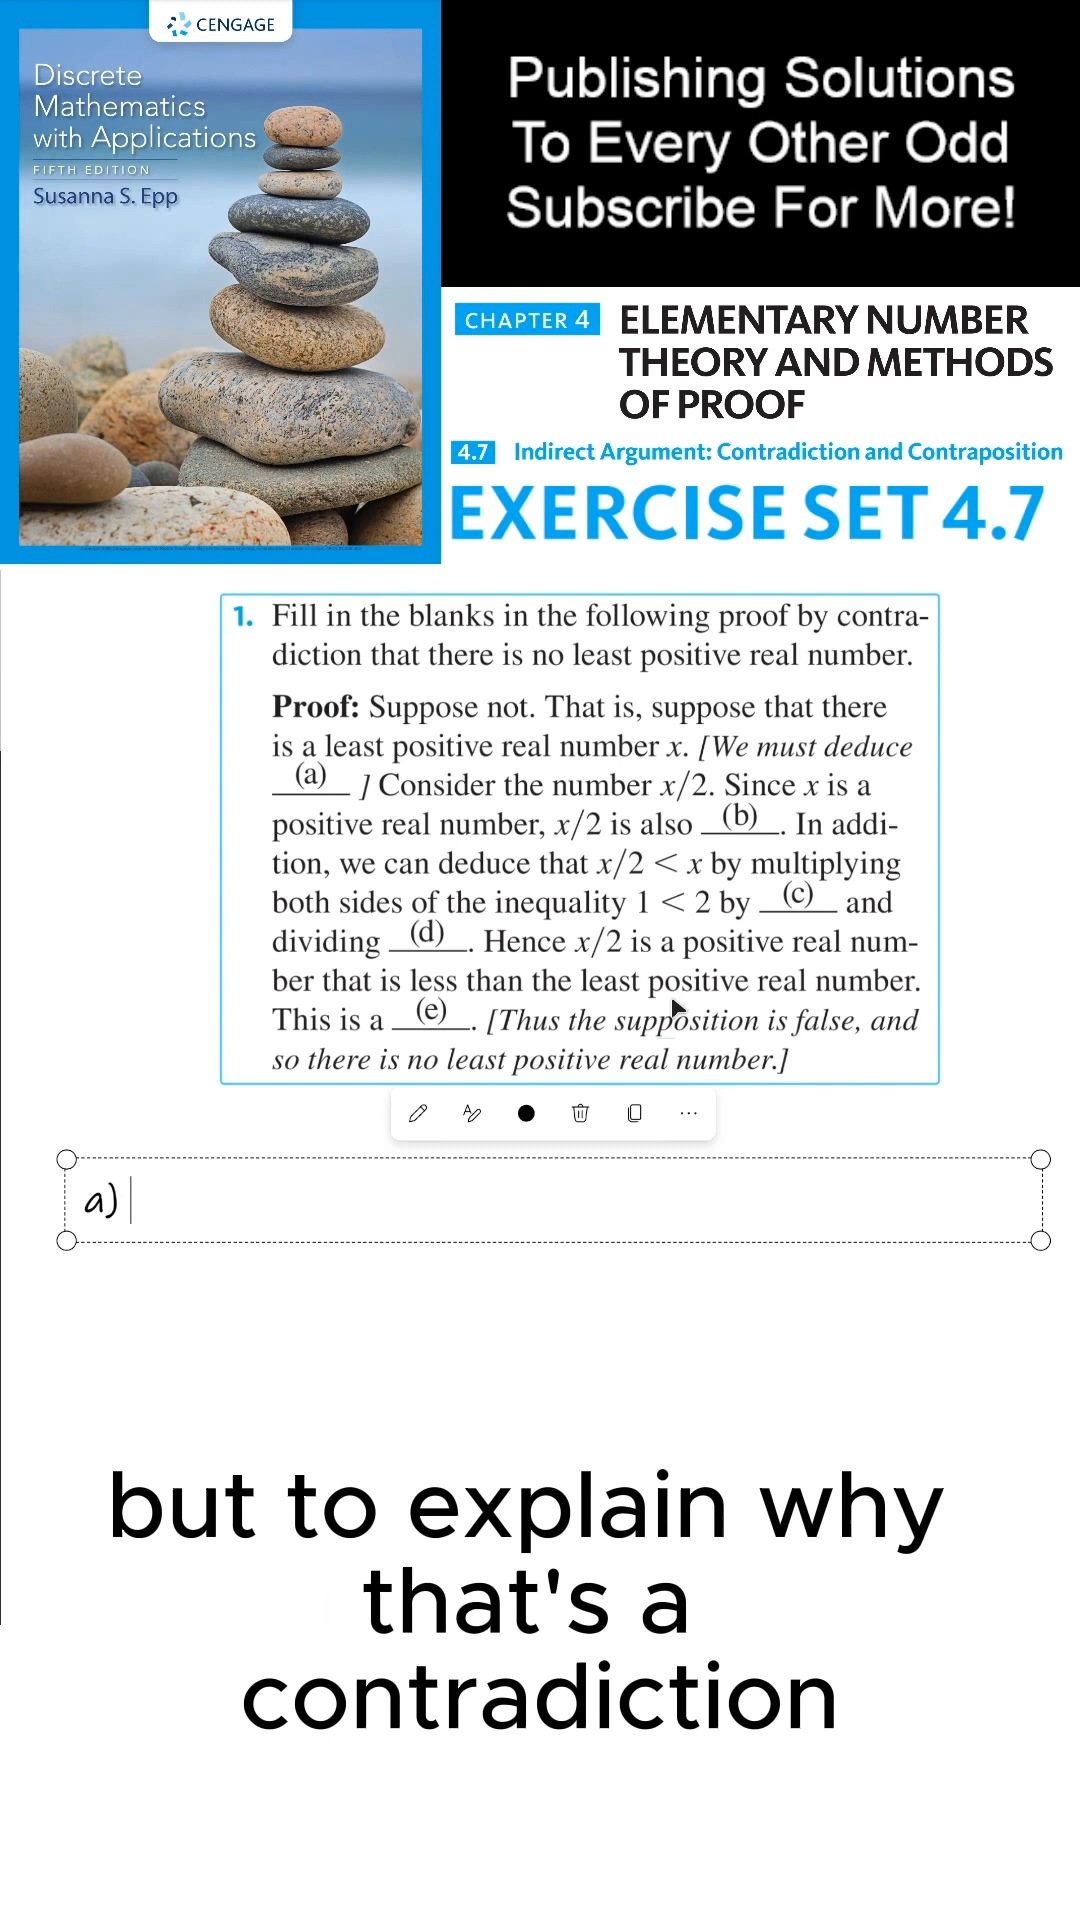 CENGAGE
Discrete
Mathematics
with Applications
FIFTH EDITION
Susanna S. Epp
Publishing Solutions
To Every Other Odd
Subscribe For More!
CHAPTER 4 ELEMENTARY NUMBER
THEORY AND METHODS
OF PROOF
4.7 Indirect Argument: Contradiction and Contraposition
EXERCISE SET 4.7
1. Fill in the blanks in the following proof by contra-
diction that there is no least positive real number.
Proof: Suppose not. That is, suppose that there
is a least positive real number x. [We must deduce
(a) ] Consider the number x/2. Since x is a
positive real number, x/2 is also (b). In addi-
tion, we can deduce that x/2 < x by multiplying
both sides of the inequality 1 < 2 by (c) and
dividing (d). Hence x/2 is a positive real num-
ber that is less than the least positive real number.
This is a (e). [Thus the supposition is false, and
so there is no least positive real number.]
a)
but to explain why
that's a
contradiction